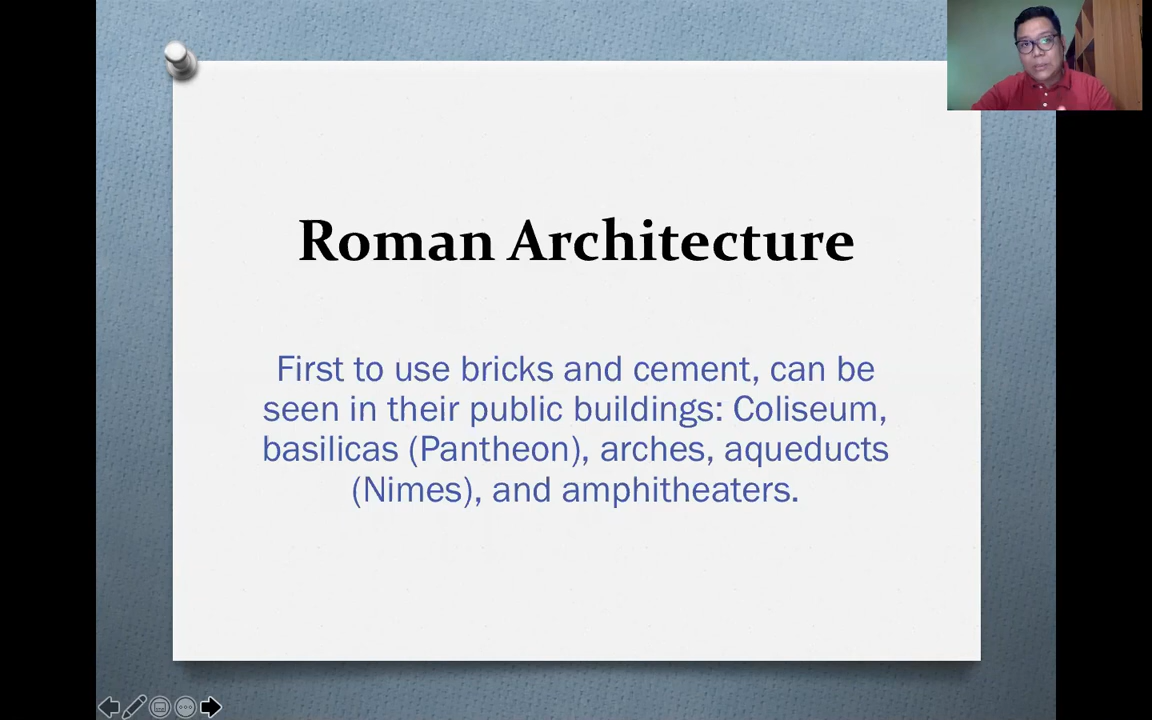 Roman Architecture
First to use bricks and cement, can be
seen in their public buildings: Coliseum,
basilicas (Pantheon), arches, aqueducts
(Nimes), and amphitheaters.